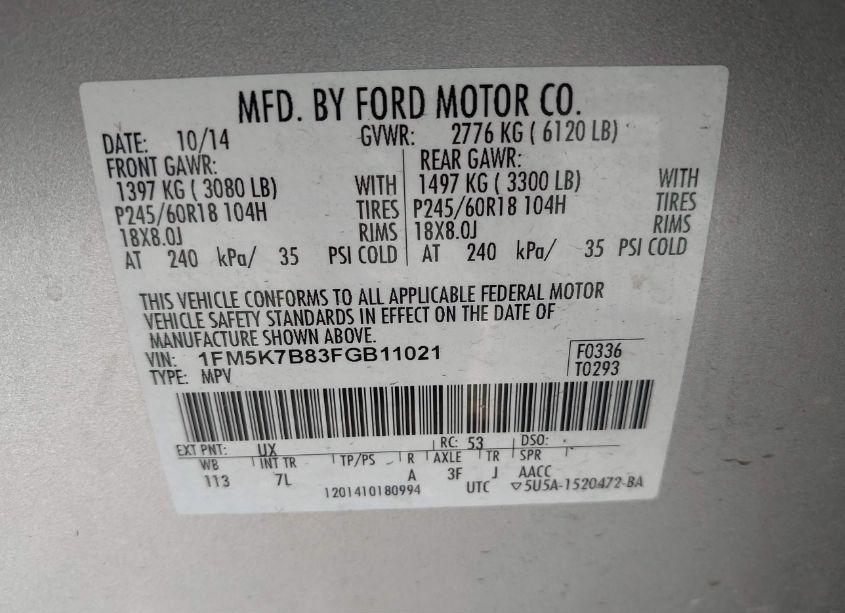 MFD. BY FORD MOTOR CO.
DATE: 10/14 GVWR: 2776 KG ( 6120 LB)
FRONT GAWR: REAR GAWR:
1397 KG ( 3080 LB) WITH 1497 KG ( 3300 LB) WITH
P245/60R18 104H TIRES P245/60R18 104H TIRES
18X8.0J RIMS 18X8.0J RIMS
AT 240 kPa/ 35 PSI COLD AT 240 kPa/ 35 PSI COLD
THIS VEHICLE CONFORMS TO ALL APPLICABLE FEDERAL MOTOR
VEHICLE SAFETY STANDARDS IN EFFECT ON THE DATE OF
MANUFACTURE SHOWN ABOVE.
VIN: 1FM5K7B83FGB11021 F0336
TYPE: MPV T0293
EXT PNT: UX RC: 53 DSO:
WB INT TR TP/PS R AXLE TR SPR
113 7L A 3F J AACC
1201410180994 UTC ▽5U5A-1520472-BA